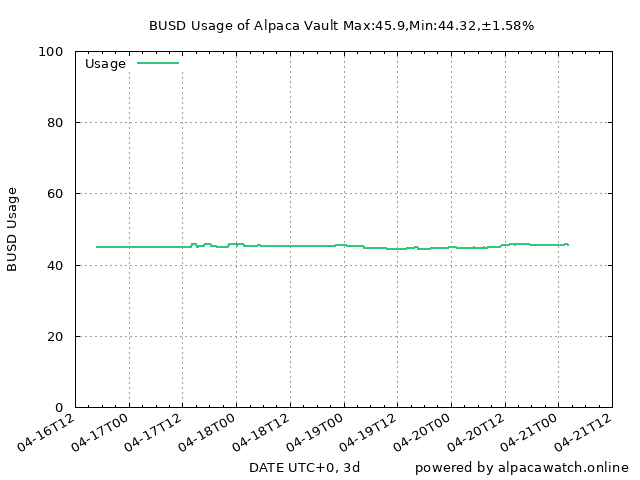 BUSD Usage of Alpaca Vault Max:45.9,Min:44.32,±1.58%
Usage
100
80
60
40
20
0
BUSD Usage
04-16T12
04-17T00
04-17T12
04-18T00
04-18T12
04-19T00
04-19T12
04-20T00
04-20T12
04-21T00
04-21T12
DATE UTC+0, 3d
powered by alpacawatch.online